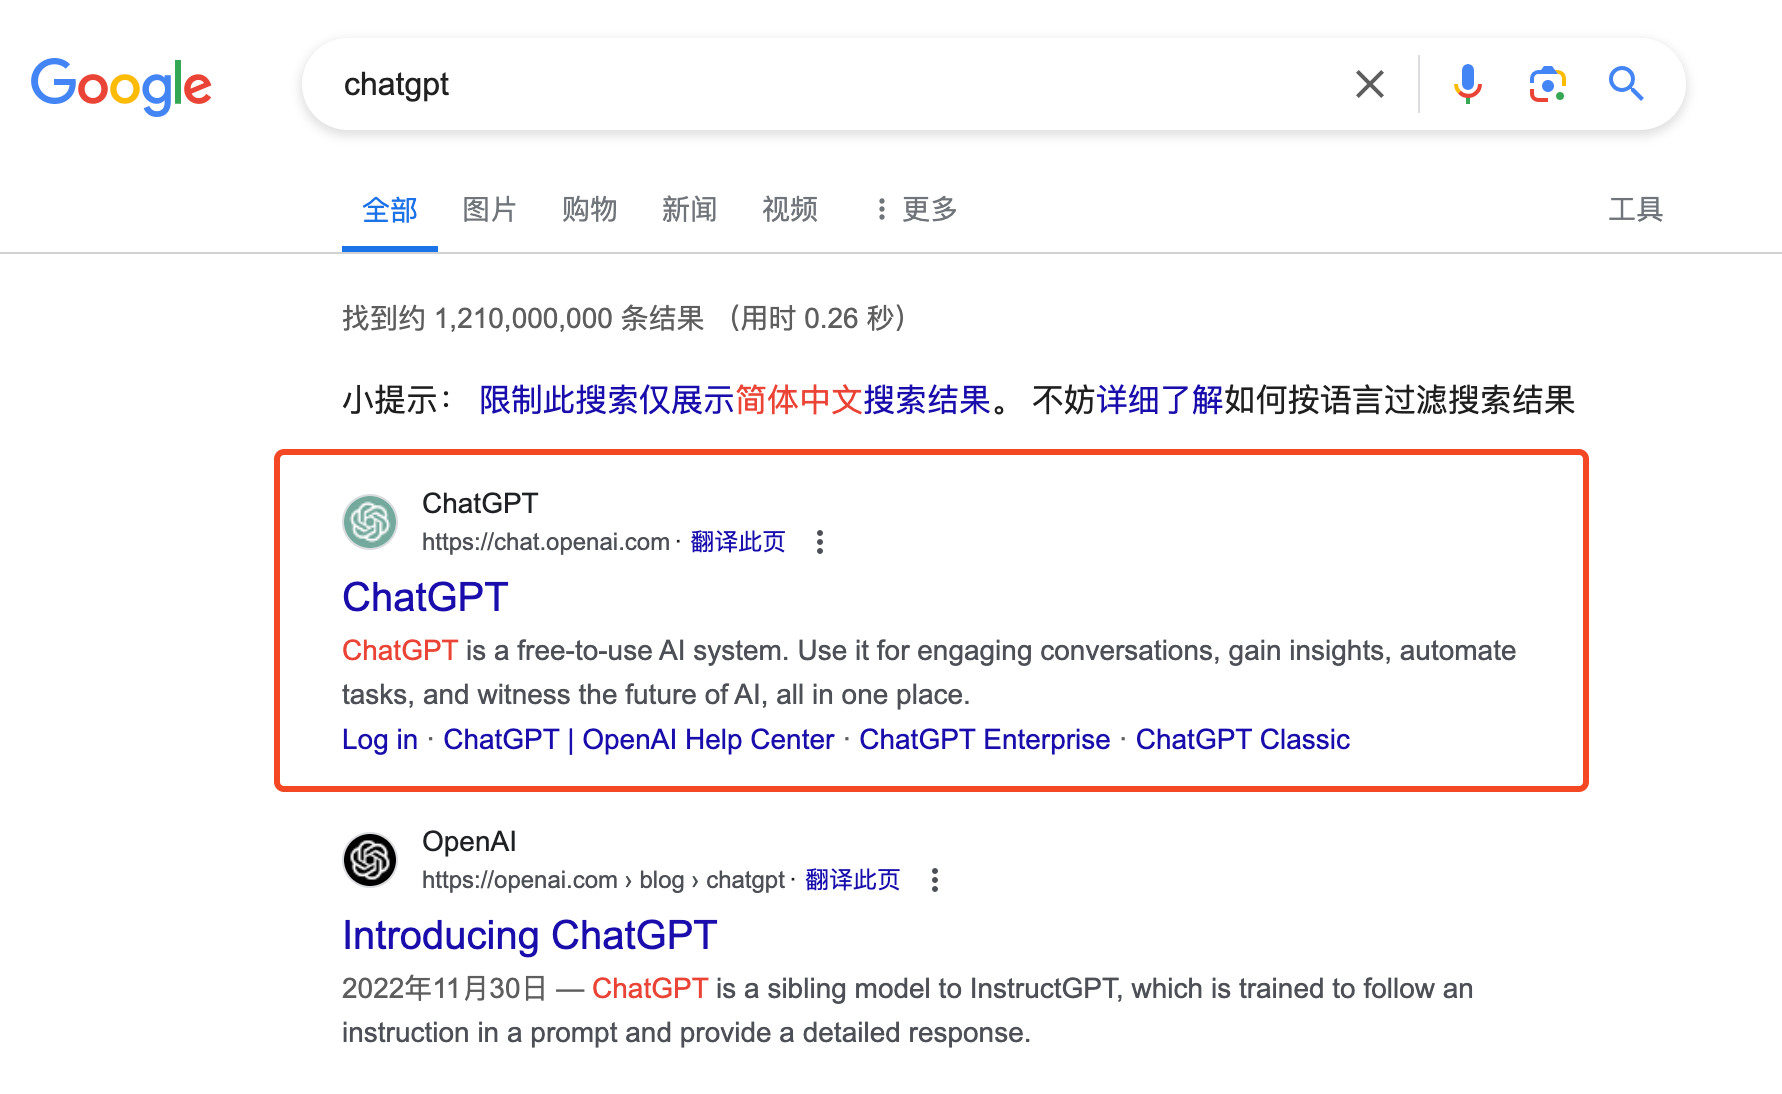 Google
chatgpt
全部 图片 购物 新闻 视频 更多 工具
找到约 1,210,000,000 条结果 （用时 0.26 秒）
小提示： 限制此搜索仅展示简体中文搜索结果。 不妨详细了解如何按语言过滤搜索结果
ChatGPT
https://chat.openai.com · 翻译此页
ChatGPT
ChatGPT is a free-to-use AI system. Use it for engaging conversations, gain insights, automate
tasks, and witness the future of AI, all in one place.
Log in · ChatGPT | OpenAI Help Center · ChatGPT Enterprise · ChatGPT Classic
OpenAI
https://openai.com › blog › chatgpt · 翻译此页
Introducing ChatGPT
2022年11月30日 — ChatGPT is a sibling model to InstructGPT, which is trained to follow an
instruction in a prompt and provide a detailed response.